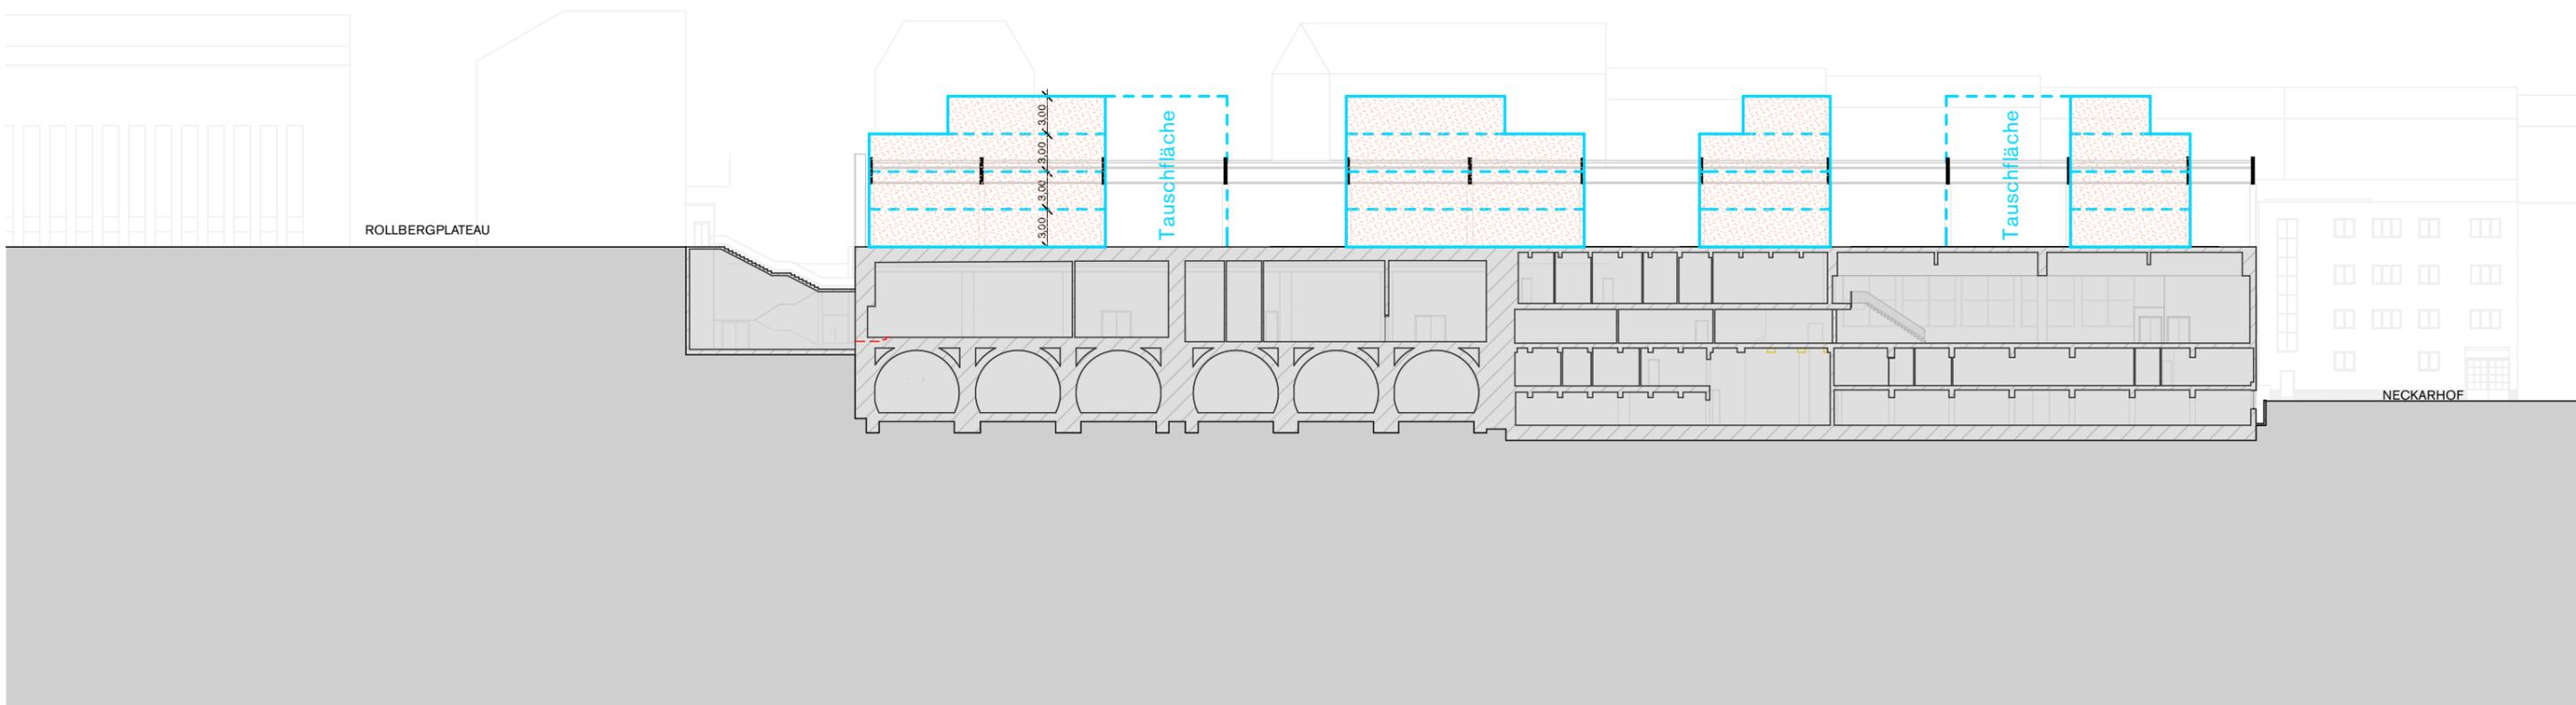 3,00
3,00
3,00
3,00
Tauschfläche
Tauschfläche
ROLLBERGPLATEAU
NECKARHOF